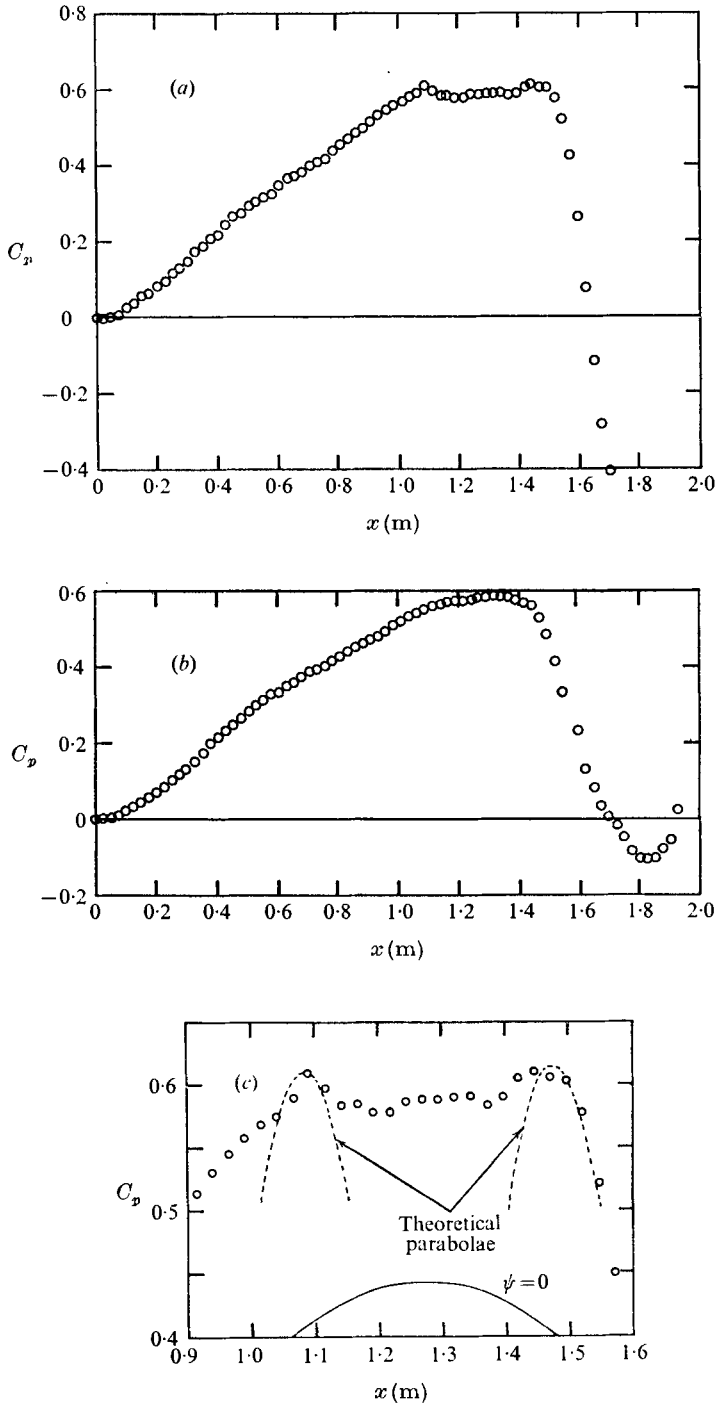 0·8
(a)
0·6
0·4
0·2
C_p
0
−0·2
−0·4
0 0·2 0·4 0·6 0·8 1·0 1·2 1·4 1·6 1·8 2·0
x (m)
0·6
(b)
0·4
0·2
C_p
0
−0·2
0 0·2 0·4 0·6 0·8 1·0 1·2 1·4 1·6 1·8 2·0
x (m)
0·6
(c)
C_p
0·5
Theoretical
parabolae
ψ = 0
0·4
0·9 1·0 1·1 1·2 1·3 1·4 1·5 1·6
x (m)